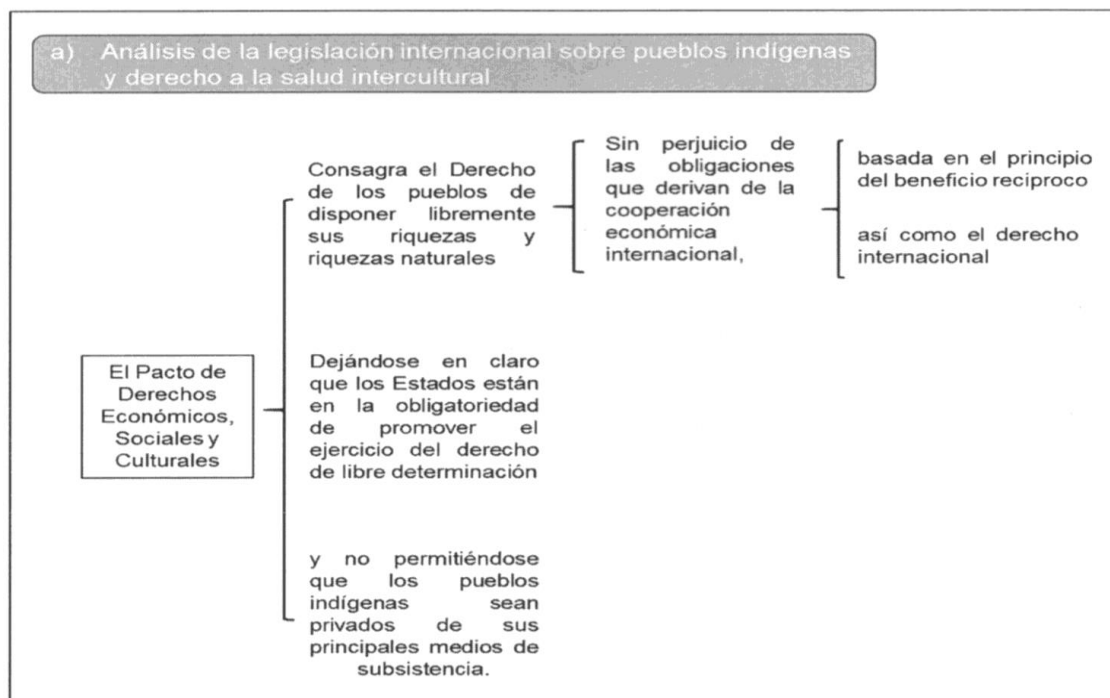 a) Análisis de la legislación internacional sobre pueblos indígenas
y derecho a la salud intercultural
El Pacto de
Derechos
Económicos,
Sociales y
Culturales
Consagra el Derecho
de los pueblos de
disponer libremente
sus riquezas y
riquezas naturales
Sin perjuicio de
las obligaciones
que derivan de la
cooperación
económica
internacional,
basada en el principio
del beneficio reciproco
así como el derecho
internacional
Dejándose en claro
que los Estados están
en la obligatoriedad
de promover el
ejercicio del derecho
de libre determinación
y no permitiéndose
que los pueblos
indígenas sean
privados de sus
principales medios de
subsistencia.